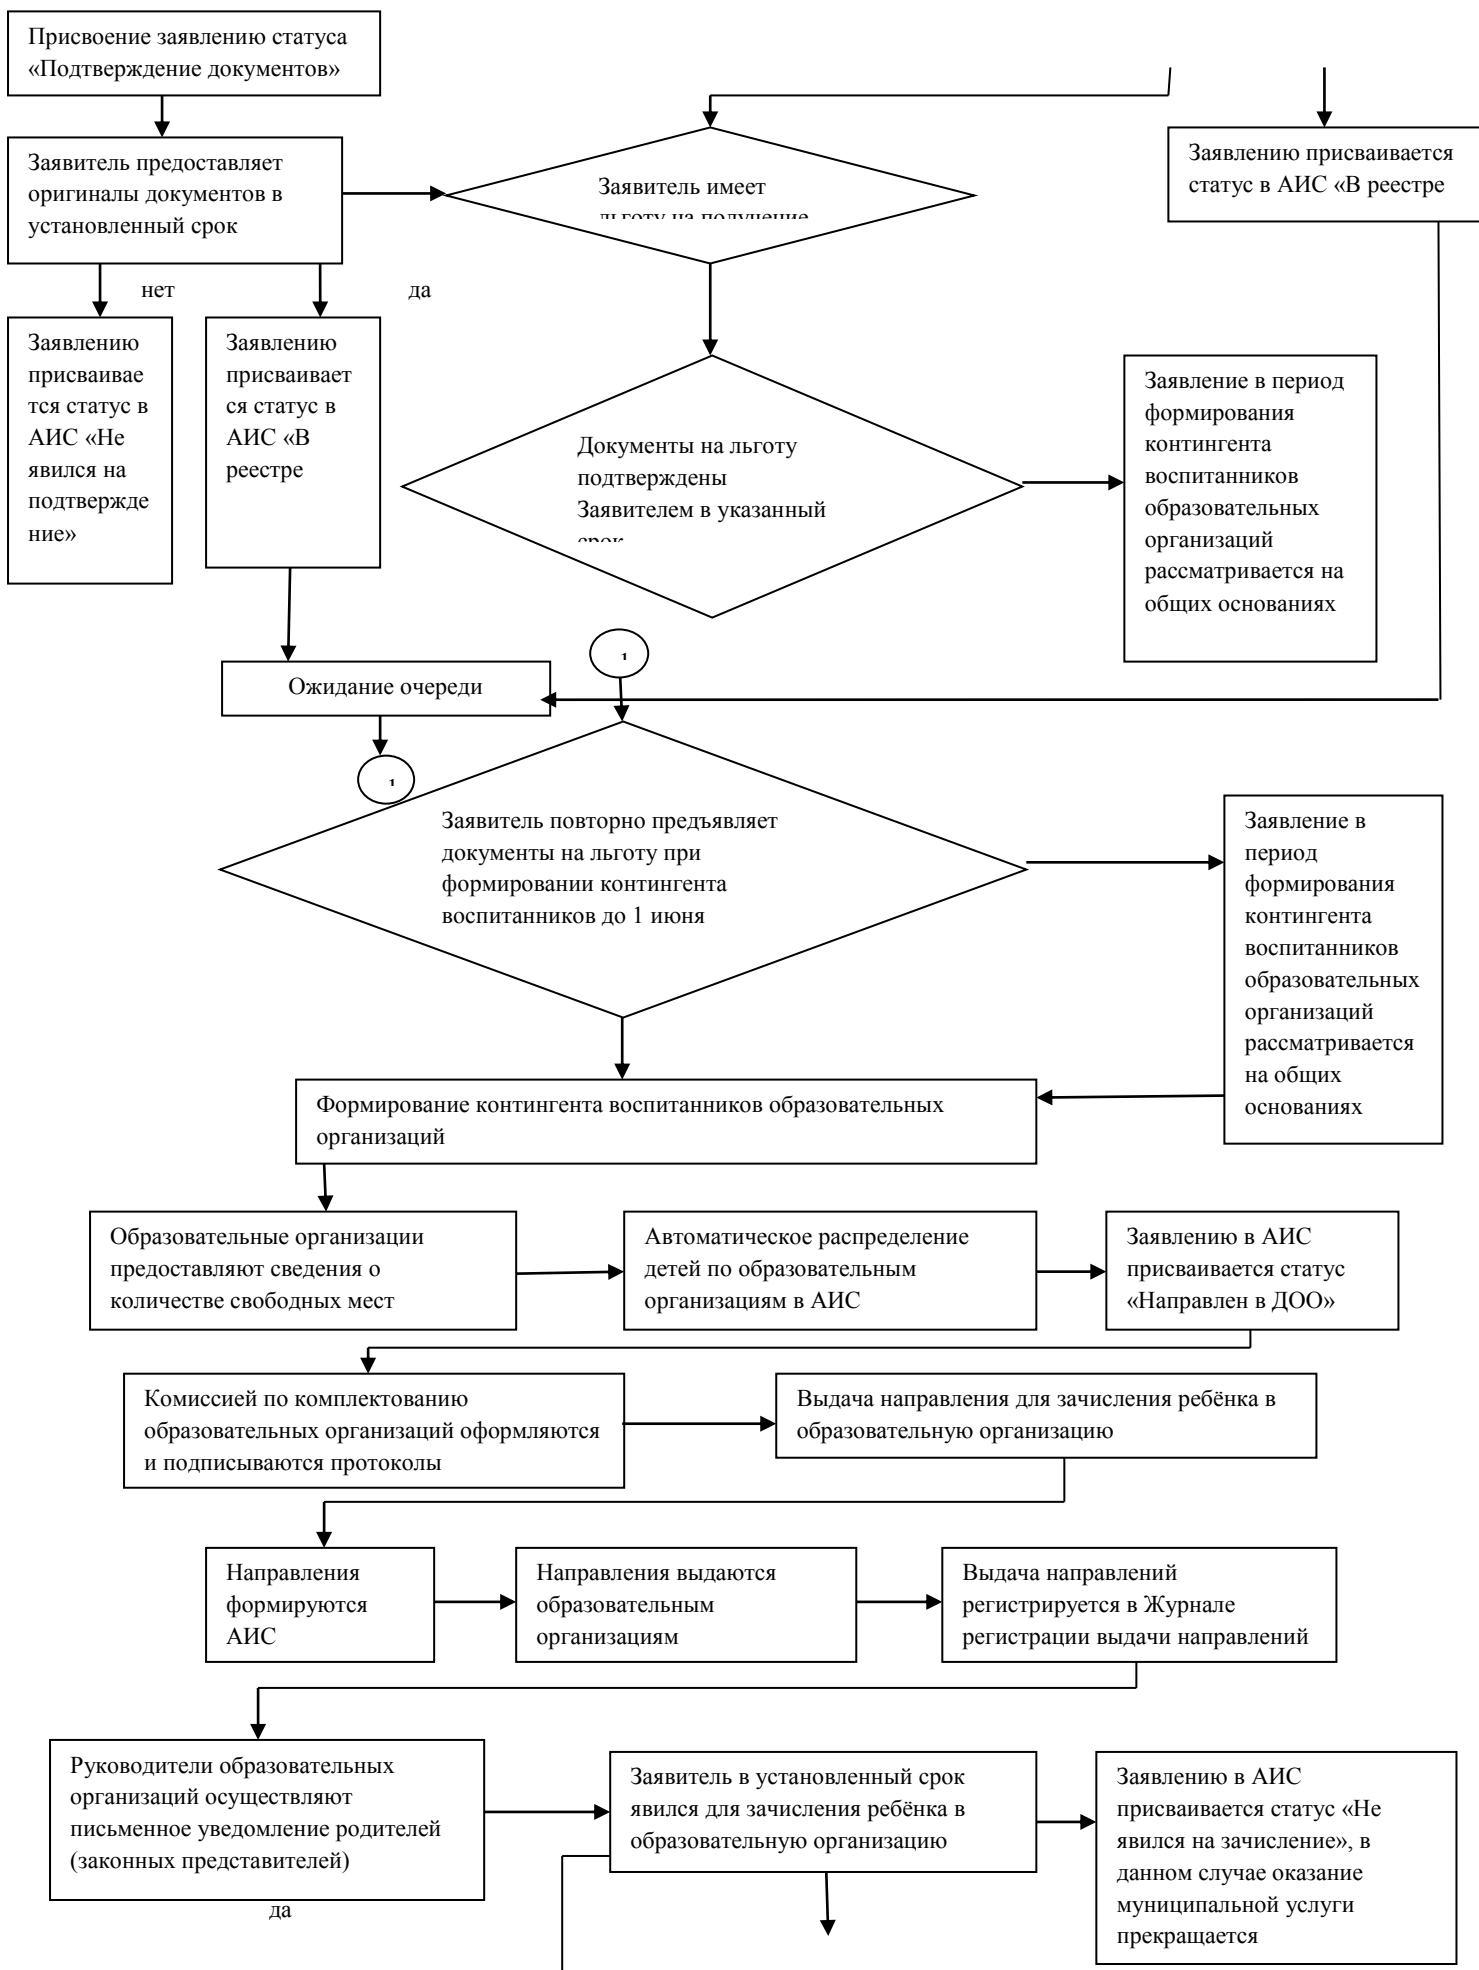 Присвоение заявлению статуса
«Подтверждение документов»
Заявитель предоставляет
оригиналы документов в
установленный срок
Заявитель имеет
льготу на получение
Заявлению присваивается
статус в АИС «В реестре
нет
да
Заявлению
присваивае
тся статус в
АИС «Не
явился на
подтвержде
ние»
Заявлению
присваивает
ся статус в
АИС «В
реестре
Документы на льготу
подтверждены
Заявителем в указанный
срок
Заявление в период
формирования
контингента
воспитанников
образовательных
организаций
рассматривается на
общих основаниях
1
Ожидание очереди
1
Заявитель повторно предъявляет
документы на льготу при
формировании контингента
воспитанников до 1 июня
Заявление в
период
формирования
контингента
воспитанников
образовательных
организаций
рассматривается
на общих
основаниях
Формирование контингента воспитанников образовательных
организаций
Образовательные организации
предоставляют сведения о
количестве свободных мест
Автоматическое распределение
детей по образовательным
организациям в АИС
Заявлению в АИС
присваивается статус
«Направлен в ДОО»
Комиссией по комплектованию
образовательных организаций оформляются
и подписываются протоколы
Выдача направления для зачисления ребёнка в
образовательную организацию
Направления
формируются
АИС
Направления выдаются
образовательным
организациям
Выдача направлений
регистрируется в Журнале
регистрации выдачи направлений
Руководители образовательных
организаций осуществляют
письменное уведомление родителей
(законных представителей)
Заявитель в установленный срок
явился для зачисления ребёнка в
образовательную организацию
Заявлению в АИС
присваивается статус «Не
явился на зачисление», в
данном случае оказание
муниципальной услуги
прекращается
да